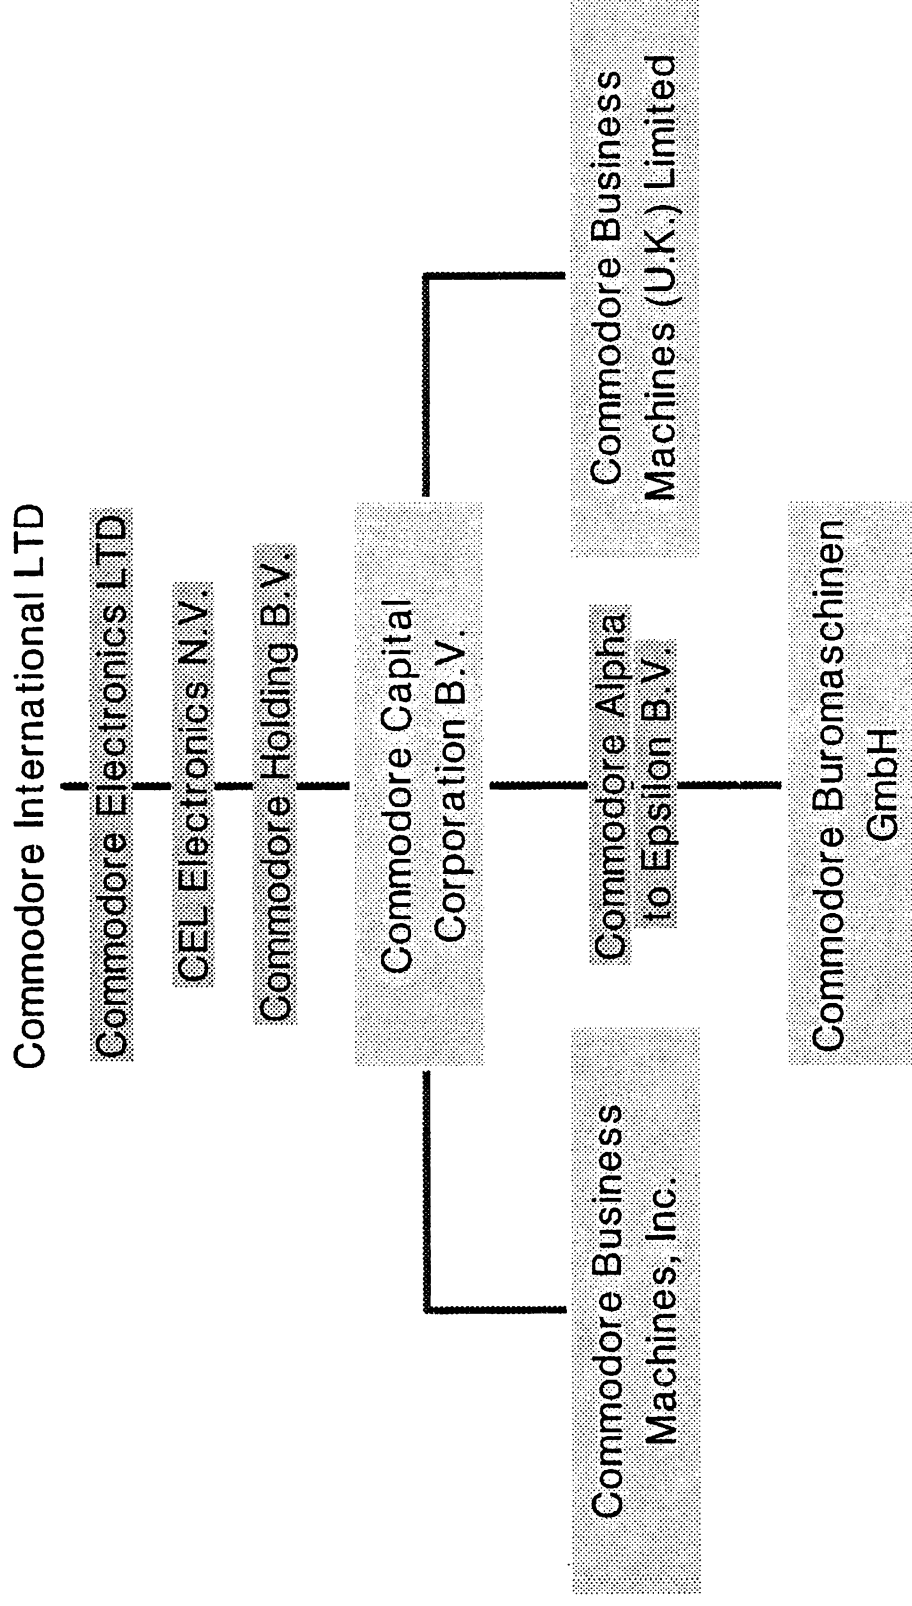 Commodore International LTD
Commodore Electronics LTD
CEL Electronics N.V.
Commodore Holding B.V.
Commodore Capital
Corporation B.V.
Commodore Business
Machines, Inc.
Commodore Alpha
to Epsilon B.V.
Commodore Business
Machines (U.K.) Limited
Commodore Buromaschinen
GmbH